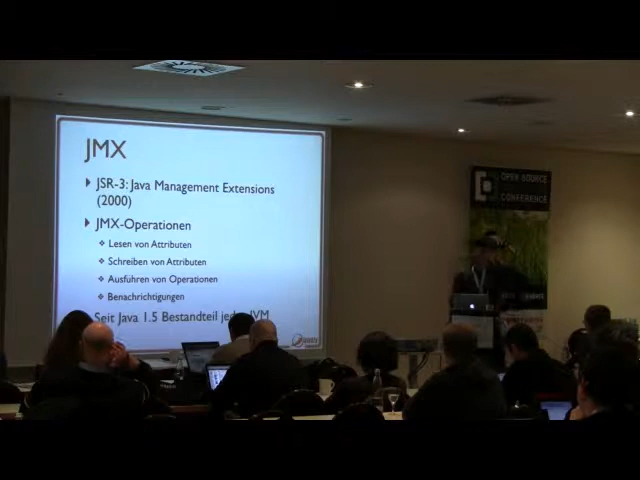 JMX
JSR-3: Java Management Extensions
(2000)
JMX-Operationen
Lesen von Attributen
Schreiben von Attributen
Ausführen von Operationen
Benachrichtigungen
Seit Java 1.5 Bestandteil jeder JVM
OPEN SOURCE
CONFERENCE